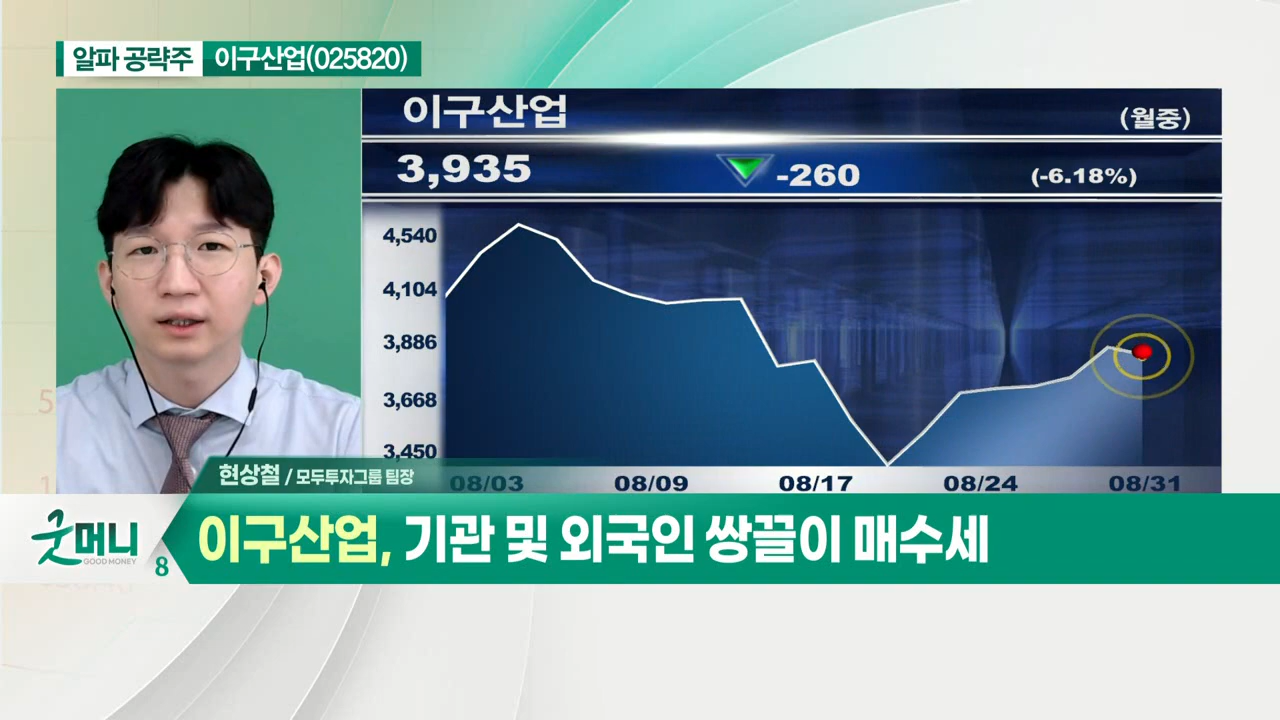 알파 공략주 이구산업(025820)
이구산업 (월중)
3,935 -260 (-6.18%)
4,540
4,104
3,886
3,668
3,450
08/03 08/09 08/17 08/24 08/31
현상철 / 모두투자그룹 팀장
이구산업, 기관 및 외국인 쌍끌이 매수세
굿머니
GOOD MONEY
8